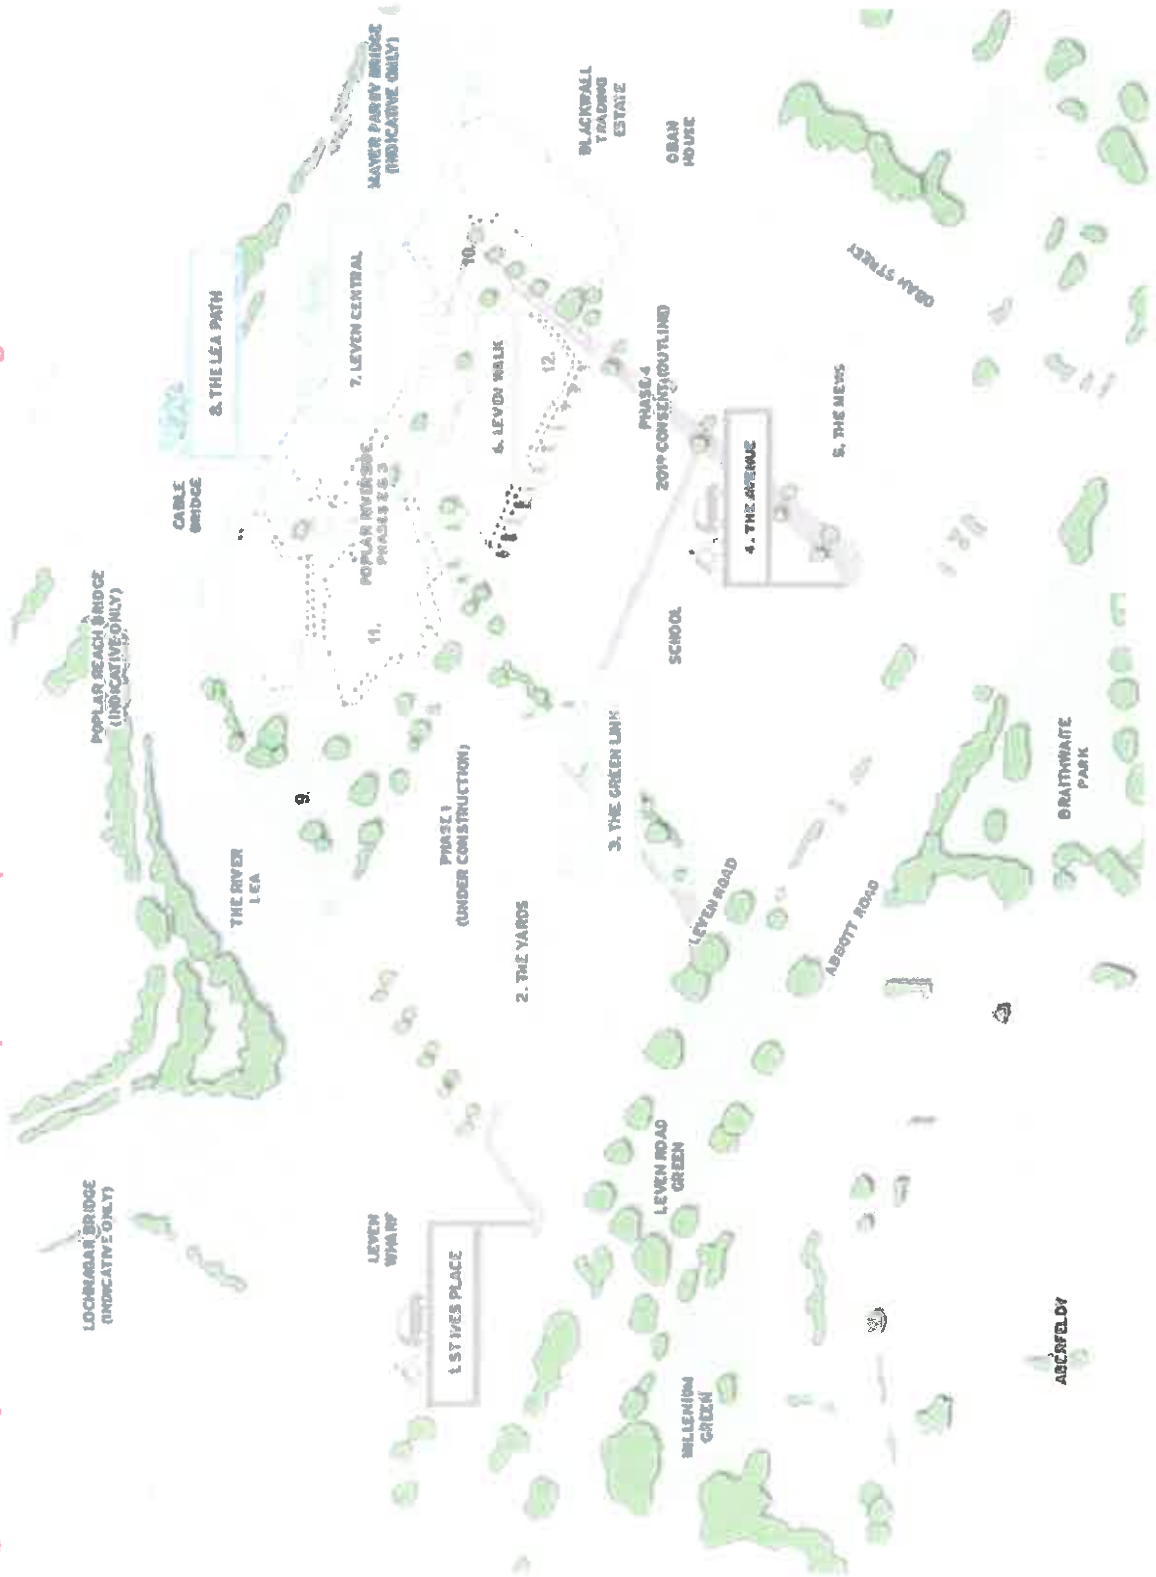 LOCHNAGAR BRIDGE
(INDICATIVE ONLY)
POPLAR REACH BRIDGE
(INDICATIVE ONLY)
THE RIVER
LEA
CABLE
BRIDGE
8. THE LEA PATH
9.
7. LEVEN CENTRAL
MAYER PARRY BRIDGE
(INDICATIVE ONLY)
LEVEN
WHARF
11.
POPLAR RIVERSIDE
PHASES 2 & 3
1. ST IVES PLACE
PHASE 1
(UNDER CONSTRUCTION)
10.
2. THE YARDS
6. LEVEN WALK
12.
BLACKWALL
TRADING
ESTATE
3. THE GREEN LINK
PHASE 4
2019 CONSENT (OUTLINE)
SCHOOL
OBAN
HOUSE
LEVEN ROAD
GREEN
MILLENIUM
GREEN
LEVEN ROAD
4. THE AVENUE
5. THE MEWS
ABBOTT ROAD
OBAN STREET
BRAITHWAITE
PARK
ABERFELDY